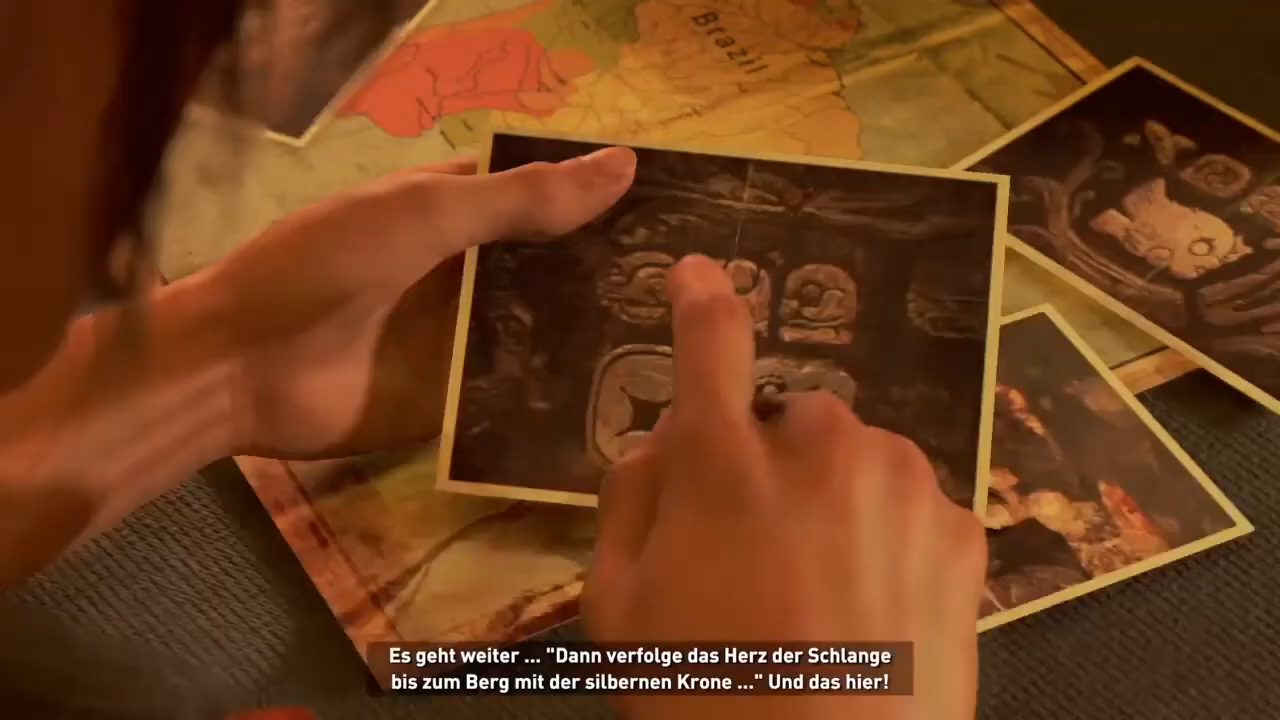 Brazil
Es geht weiter ... "Dann verfolge das Herz der Schlange
bis zum Berg mit der silbernen Krone ..." Und das hier!